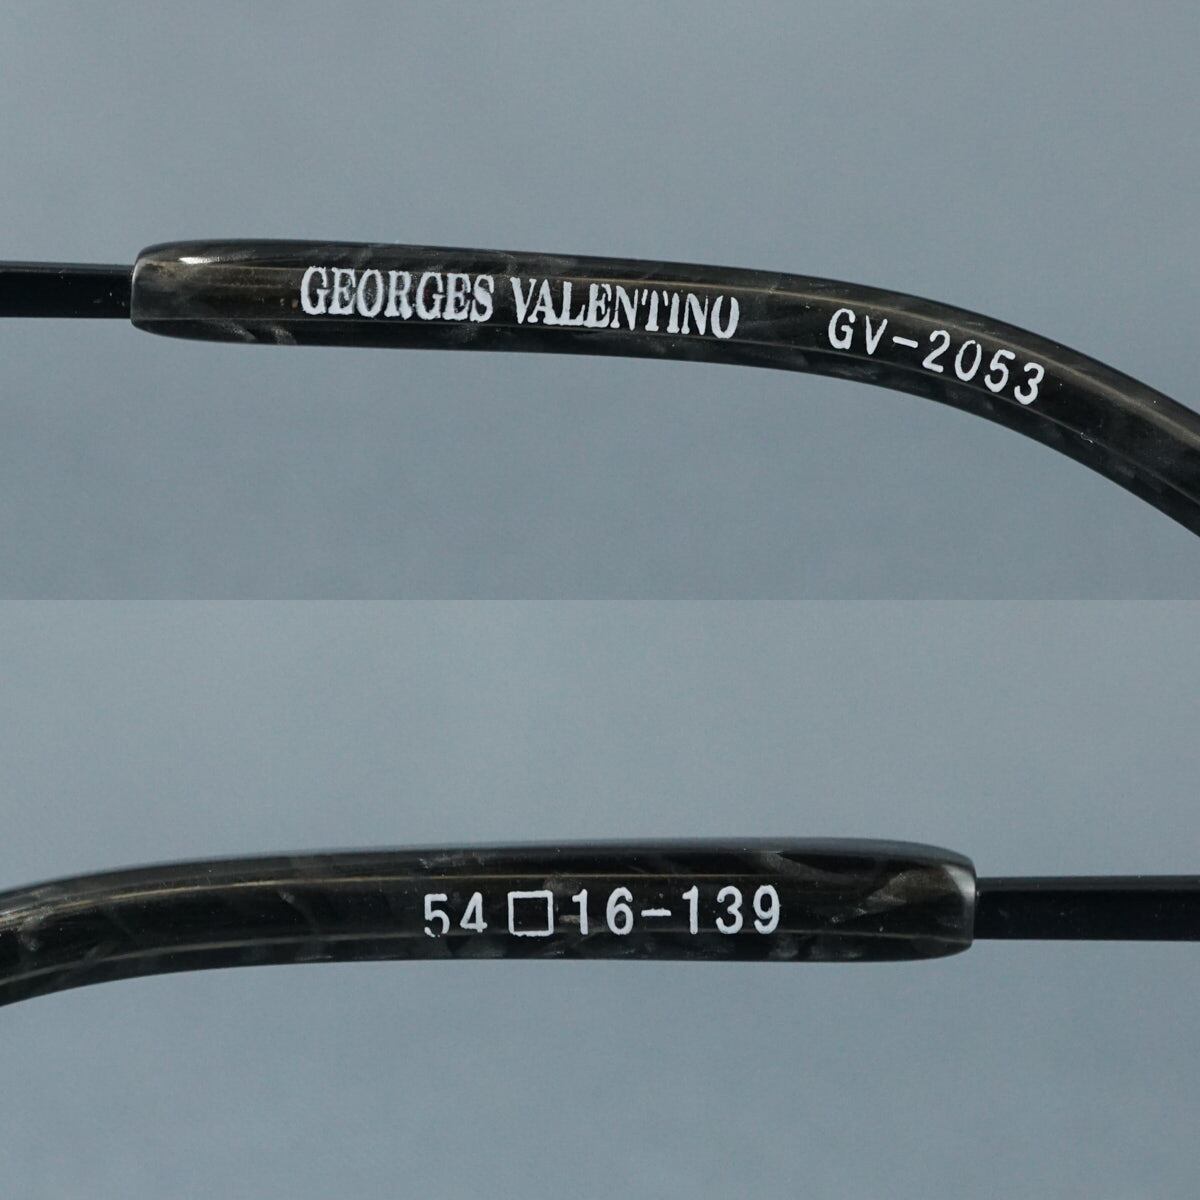 GEORGES VALENTINO GV-2053
54□16-139